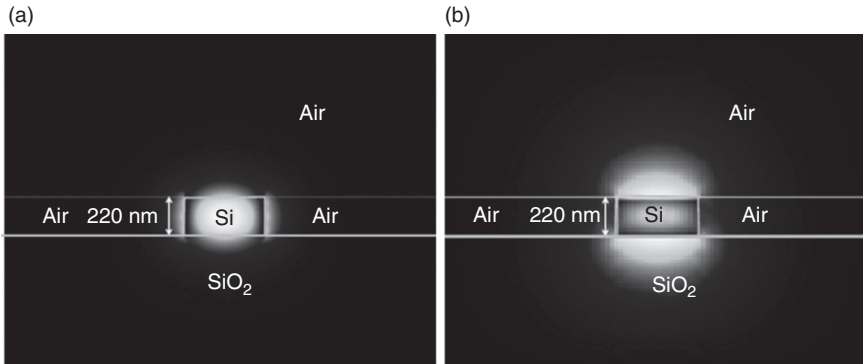 (a)
(b)
Air
Air
Air 220 nm Si Air
Air 220 nm Si Air
SiO₂
SiO₂